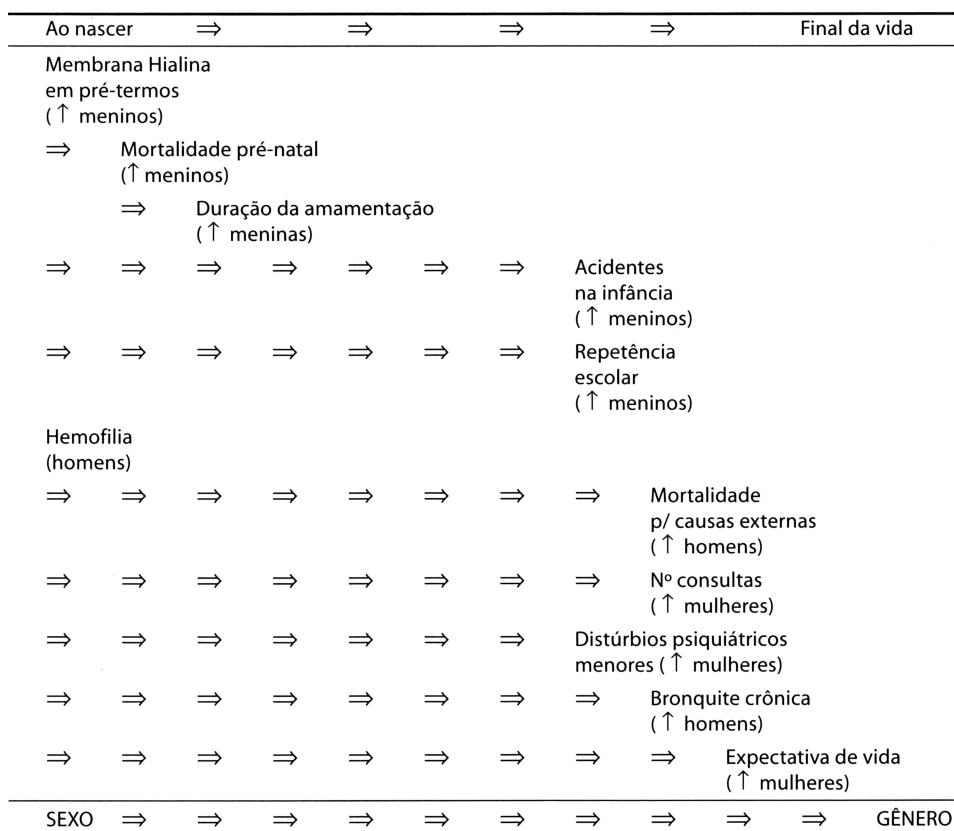 Ao nascer ⇒ ⇒ ⇒ ⇒ Final da vida
Membrana Hialina
em pré-termos
(↑ meninos)
⇒ Mortalidade pré-natal
(↑ meninos)
⇒ Duração da amamentação
(↑ meninas)
⇒ ⇒ ⇒ ⇒ ⇒ ⇒ ⇒ Acidentes
na infância
(↑ meninos)
⇒ ⇒ ⇒ ⇒ ⇒ ⇒ ⇒ Repetência
escolar
(↑ meninos)
Hemofilia
(homens)
⇒ ⇒ ⇒ ⇒ ⇒ ⇒ ⇒ ⇒ Mortalidade
p/ causas externas
(↑ homens)
⇒ ⇒ ⇒ ⇒ ⇒ ⇒ ⇒ ⇒ Nº consultas
(↑ mulheres)
⇒ ⇒ ⇒ ⇒ ⇒ ⇒ ⇒ Distúrbios psiquiátricos
menores (↑ mulheres)
⇒ ⇒ ⇒ ⇒ ⇒ ⇒ ⇒ ⇒ Bronquite crônica
(↑ homens)
⇒ ⇒ ⇒ ⇒ ⇒ ⇒ ⇒ ⇒ ⇒ Expectativa de vida
(↑ mulheres)
SEXO ⇒ ⇒ ⇒ ⇒ ⇒ ⇒ ⇒ ⇒ ⇒ ⇒ GÊNERO